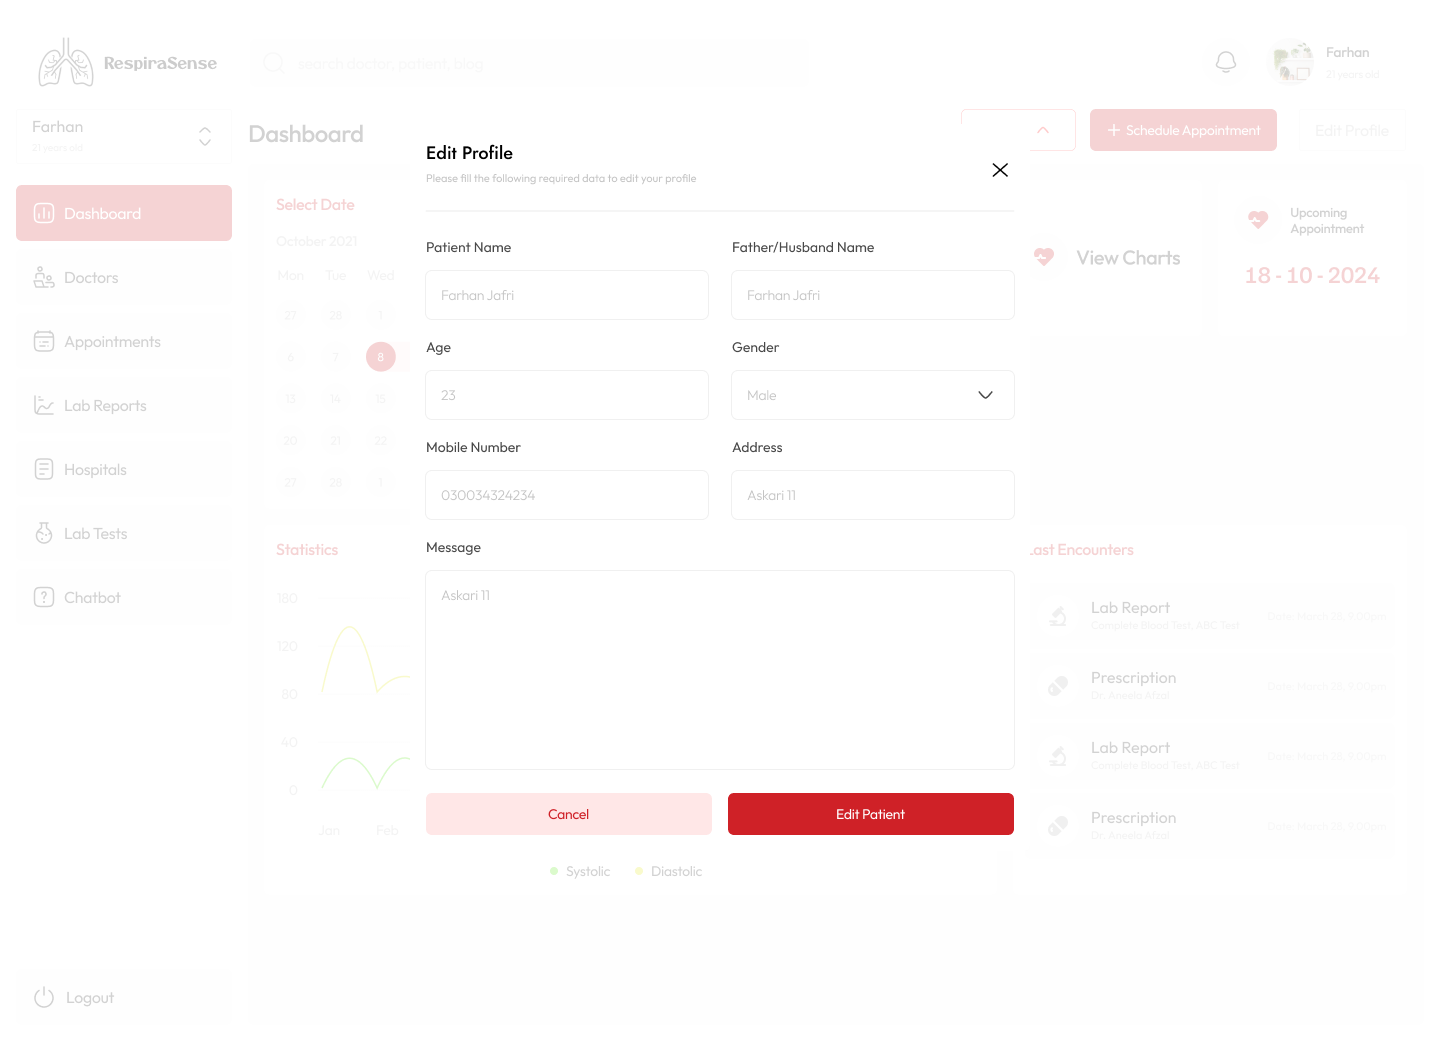 RespiraSense
search doctor, patient, blog
Farhan
21 years old
Farhan
21 years old
Dashboard
Schedule Appointment
Edit Profile
Dashboard
Doctors
Appointments
Lab Reports
Hospitals
Lab Tests
Chatbot
Logout
Select Date
October 2021
Mon Tue Wed
27 28 1
6 7 8
13 14 15
20 21 22
27 28 1
Statistics
180
120
80
40
0
Jan Feb
Systolic Diastolic
Edit Profile
Please fill the following required data to edit your profile
Patient Name Father/Husband Name
Farhan Jafri Farhan Jafri
Age Gender
23 Male
Mobile Number Address
030034324234 Askari 11
Message
Askari 11
Cancel Edit Patient
View Charts
Upcoming
Appointment
18 - 10 - 2024
Last Encounters
Lab Report
Complete Blood Test, ABC Test
Date: March 28, 9,00pm
Prescription
Dr. Aneela Afzal
Date: March 28, 9,00pm
Lab Report
Complete Blood Test, ABC Test
Date: March 28, 9,00pm
Prescription
Dr. Aneela Afzal
Date: March 28, 9,00pm